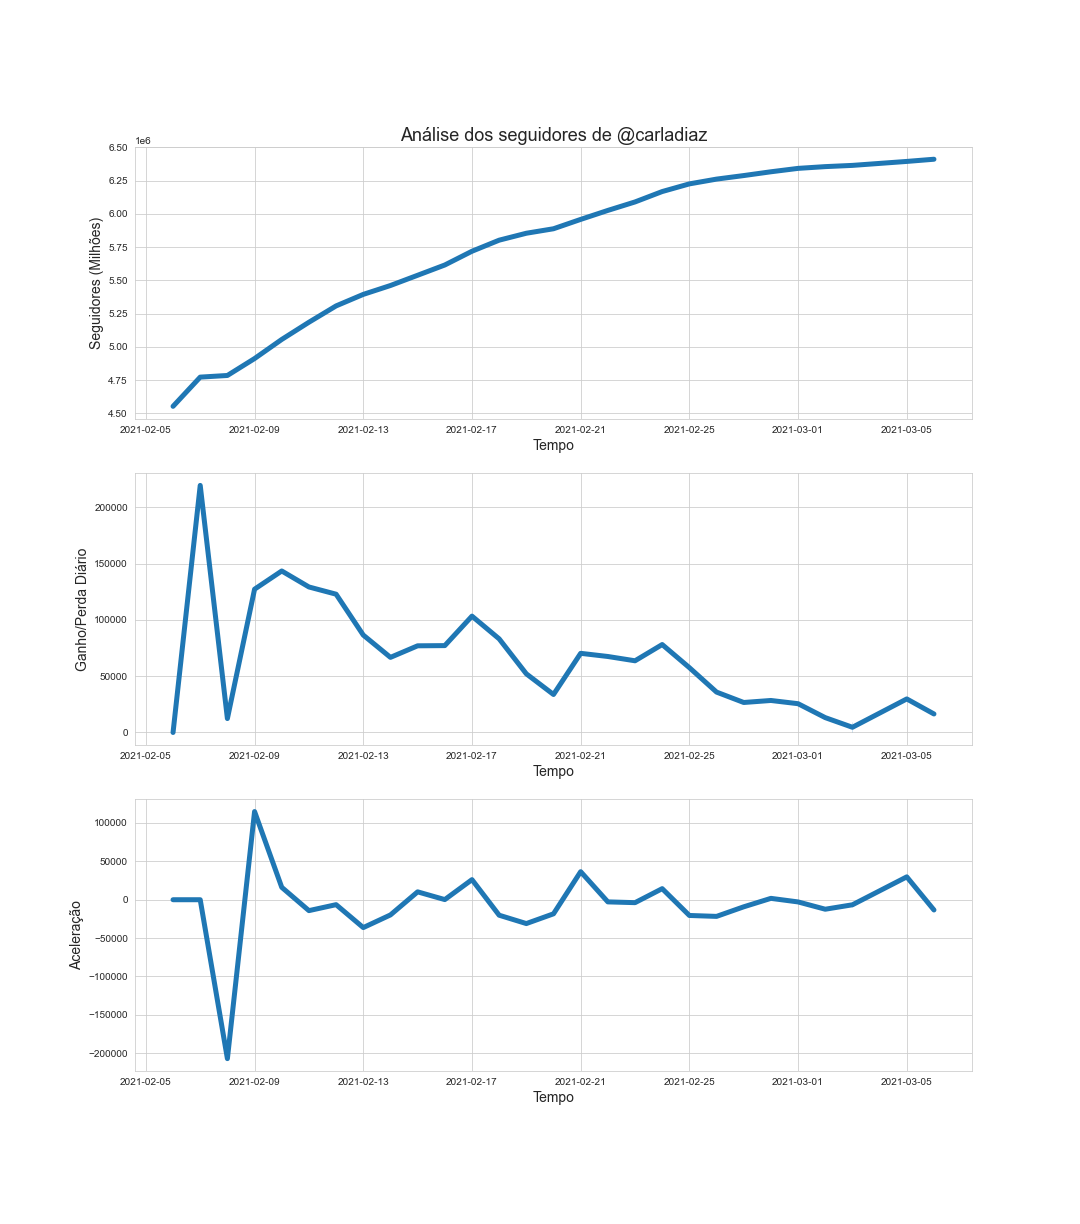 Análise dos seguidores de @carladiaz
1e6
6.50
6.25
6.00
5.75
5.50
5.25
5.00
4.75
4.50
Seguidores (Milhões)
2021-02-05 2021-02-09 2021-02-13 2021-02-17 2021-02-21 2021-02-25 2021-03-01 2021-03-05
Tempo
200000
150000
100000
50000
0
Ganho/Perda Diário
2021-02-05 2021-02-09 2021-02-13 2021-02-17 2021-02-21 2021-02-25 2021-03-01 2021-03-05
Tempo
100000
50000
0
−50000
−100000
−150000
−200000
Aceleração
2021-02-05 2021-02-09 2021-02-13 2021-02-17 2021-02-21 2021-02-25 2021-03-01 2021-03-05
Tempo